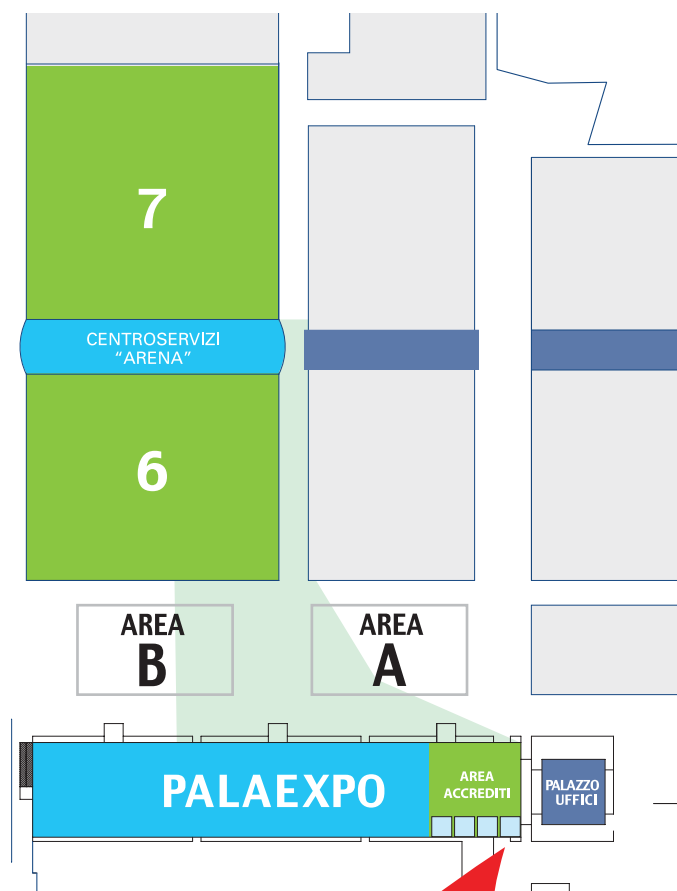 7
CENTROSERVIZI
“ARENA”
6
AREA
B
AREA
A
PALAEXPO
AREA
ACCREDITI
PALAZZO
UFFICI